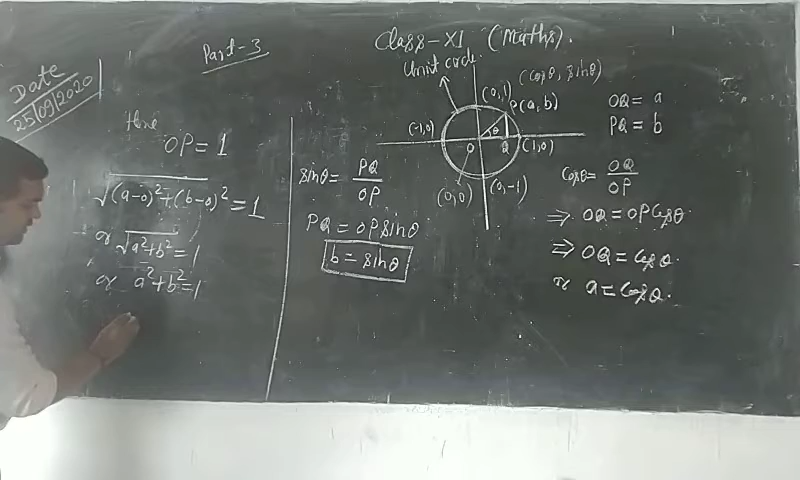 Class-XI (Maths).
Part-3
Date
25/09/2020
Unit circle
(cosθ, sinθ)
(0,1)
P(a, b)
(-1,0)
θ
O
Q
(1,0)
(0,0)
(0,-1)
OQ = a
PQ = b
OP = 1
√(a-0)²+(b-0)² = 1
or √a²+b² = 1
or a²+b² = 1
sinθ = PQ/OP
PQ = OP sinθ
b = sinθ
cosθ = OQ/OP
⇒ OQ = OP cosθ
⇒ OQ = cosθ.
or a = cosθ.